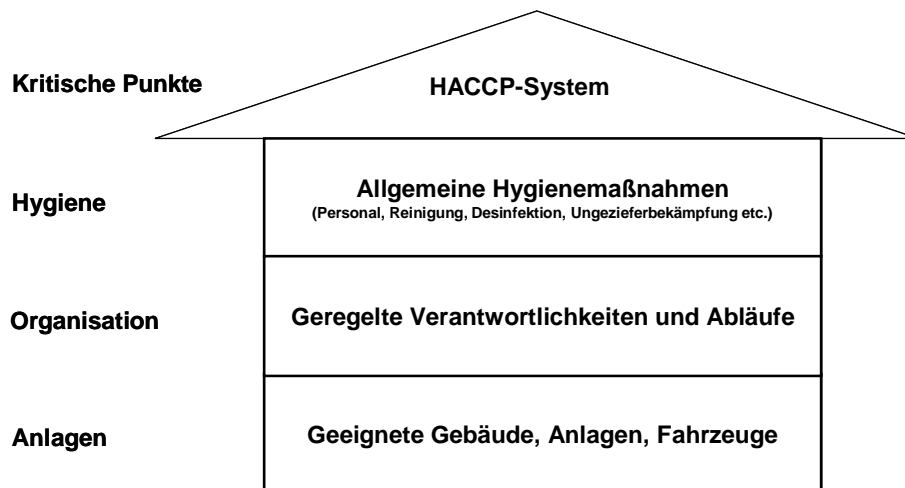 Kritische Punkte
HACCP-System
Hygiene
Allgemeine Hygienemaßnahmen
(Personal, Reinigung, Desinfektion, Ungezieferbekämpfung etc.)
Organisation
Geregelte Verantwortlichkeiten und Abläufe
Anlagen
Geeignete Gebäude, Anlagen, Fahrzeuge